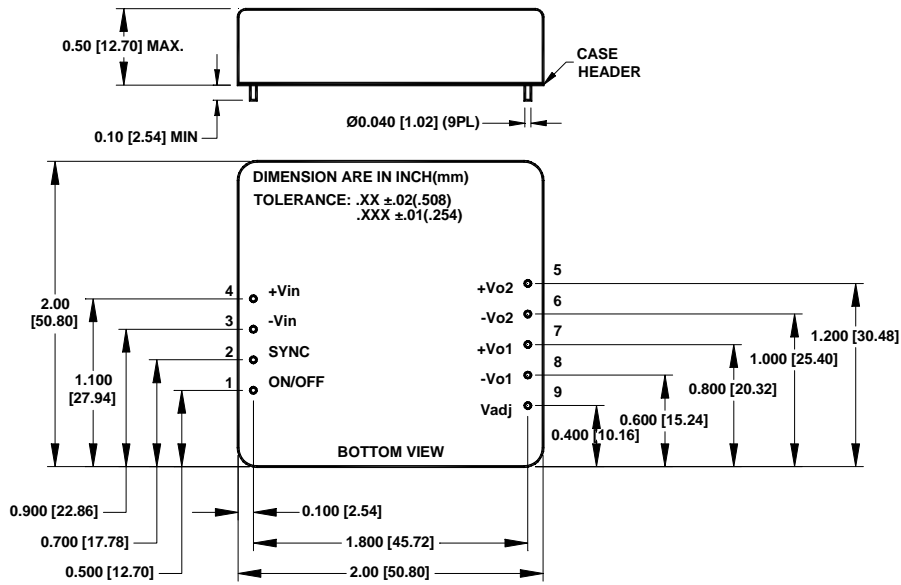 0.50 [12.70] MAX.
CASE
HEADER
0.10 [2.54] MIN
Ø0.040 [1.02] (9PL)
DIMENSION ARE IN INCH(mm)
TOLERANCE: .XX ±.02(.508)
.XXX ±.01(.254)
2.00
[50.80]
4 +Vin
3 -Vin
2 SYNC
1 ON/OFF
+Vo2 5
-Vo2 6
+Vo1 7
-Vo1 8
Vadj 9
1.200 [30.48]
1.000 [25.40]
0.800 [20.32]
0.600 [15.24]
0.400 [10.16]
1.100
[27.94]
BOTTOM VIEW
0.900 [22.86]
0.100 [2.54]
0.700 [17.78]
1.800 [45.72]
0.500 [12.70]
2.00 [50.80]